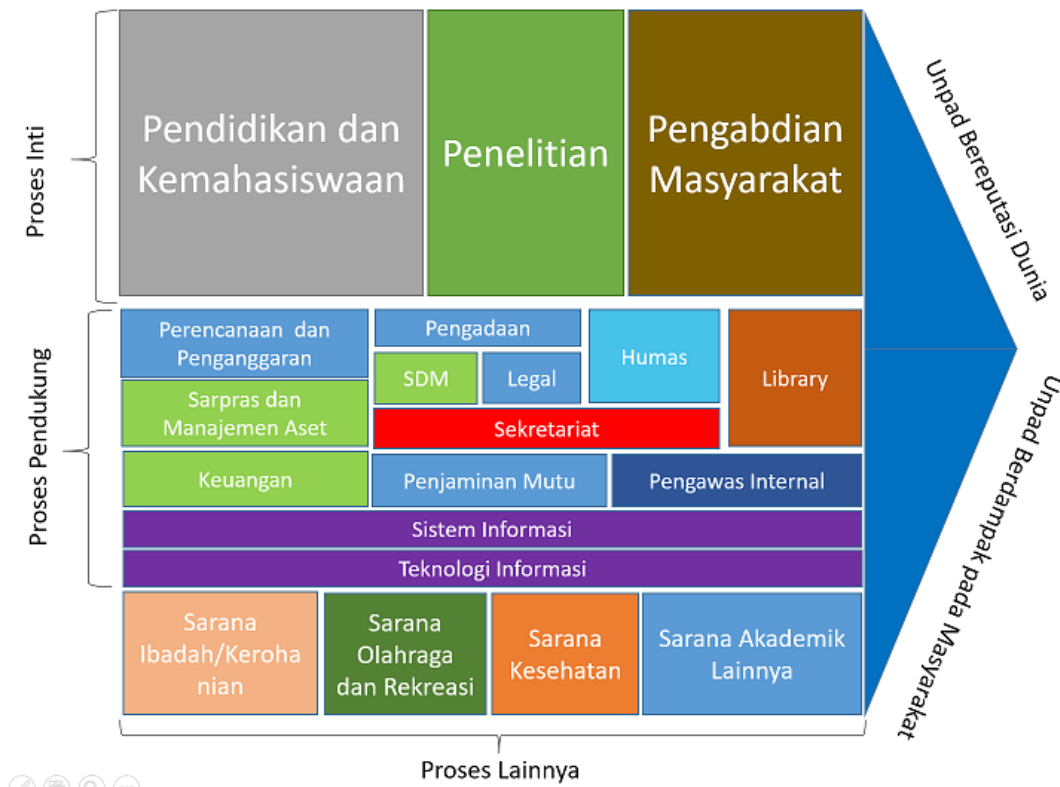 Proses Inti
Pendidikan dan
Kemahasiswaan
Penelitian
Pengabdian
Masyarakat
Unpad Bereputasi Dunia
Proses Pendukung
Perencanaan dan
Penganggaran
Pengadaan
Humas
Library
SDM
Legal
Sarpras dan
Manajemen Aset
Sekretariat
Keuangan
Penjaminan Mutu
Pengawas Internal
Sistem Informasi
Teknologi Informasi
Unpad Berdampak pada Masyarakat
Sarana
Ibadah/Keroha
nian
Sarana
Olahraga
dan Rekreasi
Sarana
Kesehatan
Sarana Akademik
Lainnya
Proses Lainnya